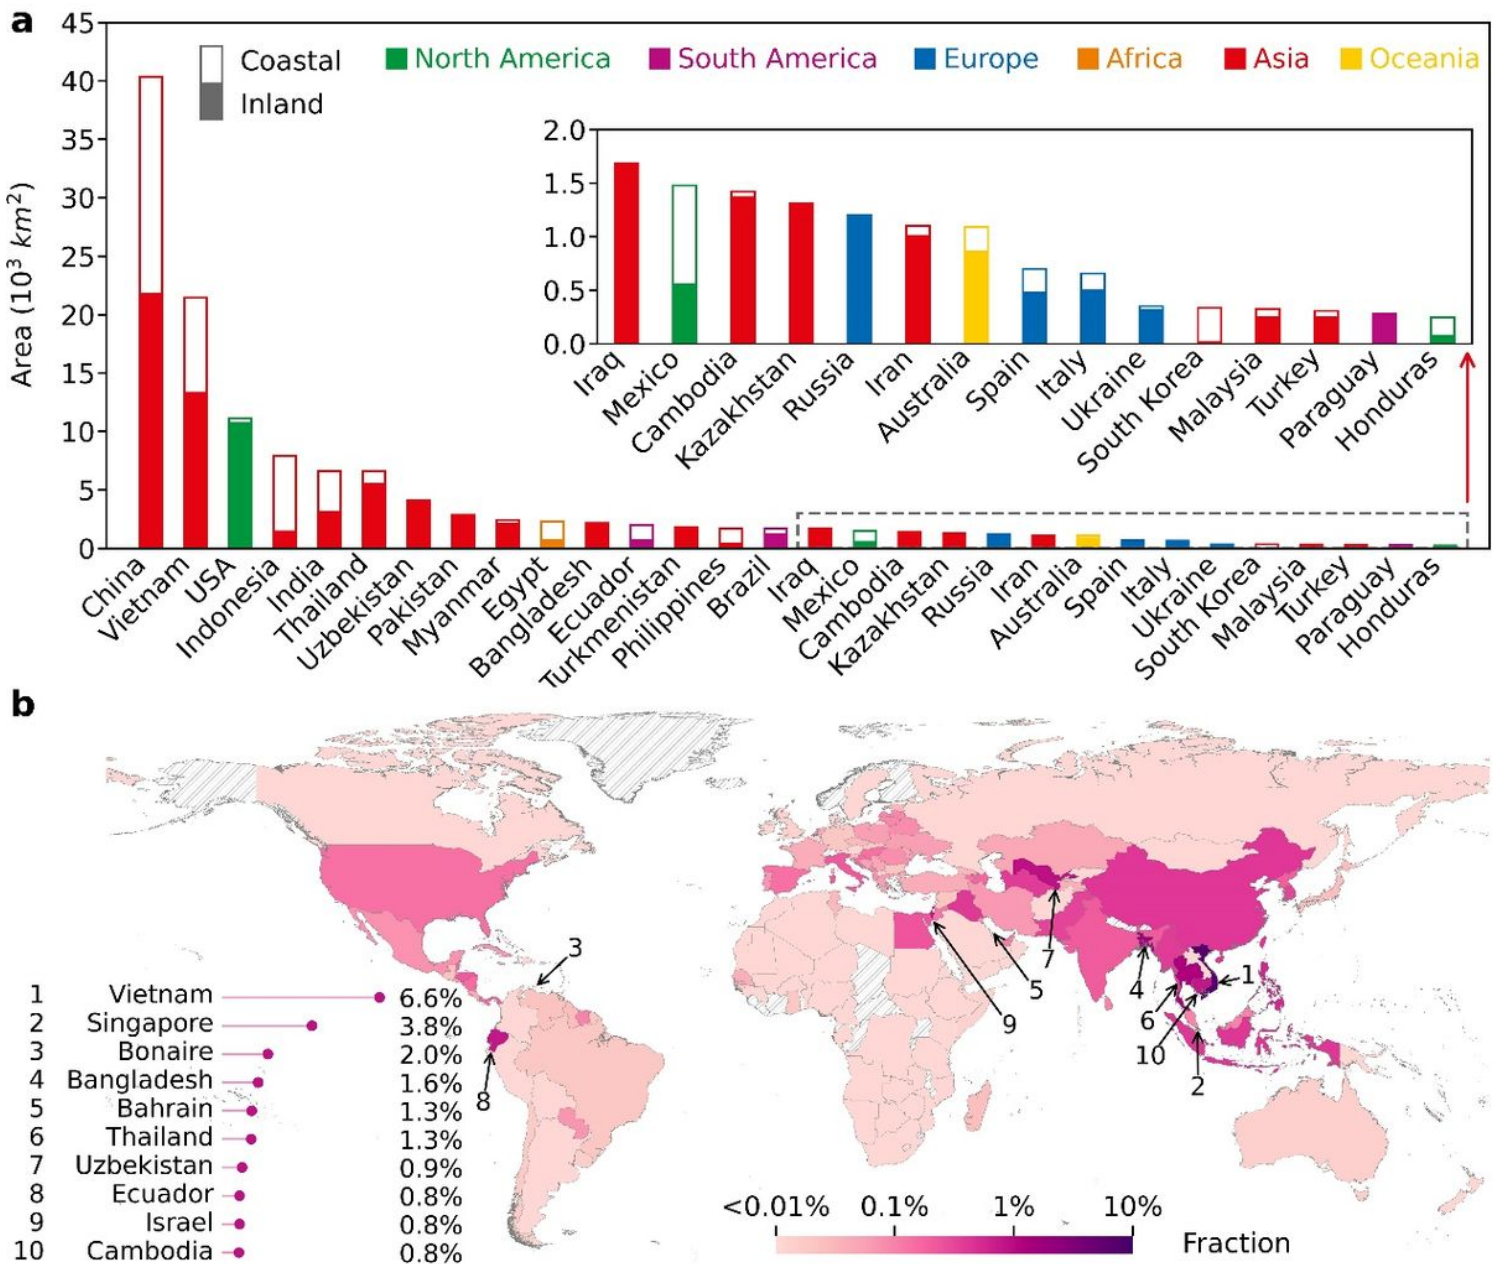 a
Coastal
Inland
North America
South America
Europe
Africa
Asia
Oceania
Area (10³ km²)
45
40
35
30
25
20
15
10
5
0
2.0
1.5
1.0
0.5
0.0
Iraq
Mexico
Cambodia
Kazakhstan
Russia
Iran
Australia
Spain
Italy
Ukraine
South Korea
Malaysia
Turkey
Paraguay
Honduras
China
Vietnam
USA
Indonesia
India
Thailand
Uzbekistan
Pakistan
Myanmar
Egypt
Bangladesh
Ecuador
Turkmenistan
Philippines
Brazil
Iraq
Mexico
Cambodia
Kazakhstan
Russia
Iran
Australia
Spain
Italy
Ukraine
South Korea
Malaysia
Turkey
Paraguay
Honduras
b
1 Vietnam 6.6%
2 Singapore 3.8%
3 Bonaire 2.0%
4 Bangladesh 1.6%
5 Bahrain 1.3%
6 Thailand 1.3%
7 Uzbekistan 0.9%
8 Ecuador 0.8%
9 Israel 0.8%
10 Cambodia 0.8%
3
8
9
5
7
4
1
6
10
2
<0.01% 0.1% 1% 10%
Fraction